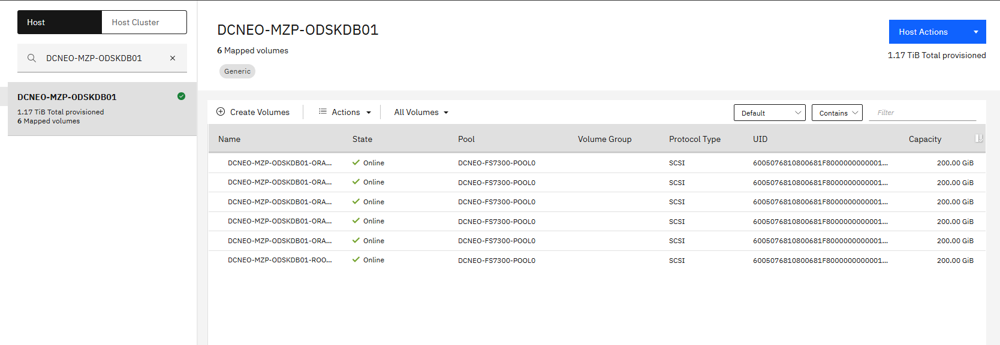 Host
Host Cluster
DCNEO-MZP-ODSKDB01
DCNEO-MZP-ODSKDB01
1.17 TiB Total provisioned
6 Mapped volumes
DCNEO-MZP-ODSKDB01
6 Mapped volumes
Generic
Host Actions
1.17 TiB Total provisioned
Create Volumes
Actions
All Volumes
Default
Contains
Filter
Name State Pool Volume Group Protocol Type UID Capacity
DCNEO-MZP-ODSKDB01-ORA... Online DCNEO-FS7300-POOL0 SCSI 6005076810800681F8000000000001... 200.00 GiB
DCNEO-MZP-ODSKDB01-ORA... Online DCNEO-FS7300-POOL0 SCSI 6005076810800681F8000000000001... 200.00 GiB
DCNEO-MZP-ODSKDB01-ORA... Online DCNEO-FS7300-POOL0 SCSI 6005076810800681F8000000000001... 200.00 GiB
DCNEO-MZP-ODSKDB01-ORA... Online DCNEO-FS7300-POOL0 SCSI 6005076810800681F8000000000001... 200.00 GiB
DCNEO-MZP-ODSKDB01-ORA... Online DCNEO-FS7300-POOL0 SCSI 6005076810800681F8000000000001... 200.00 GiB
DCNEO-MZP-ODSKDB01-ROO... Online DCNEO-FS7300-POOL0 SCSI 6005076810800681F8000000000001... 200.00 GiB